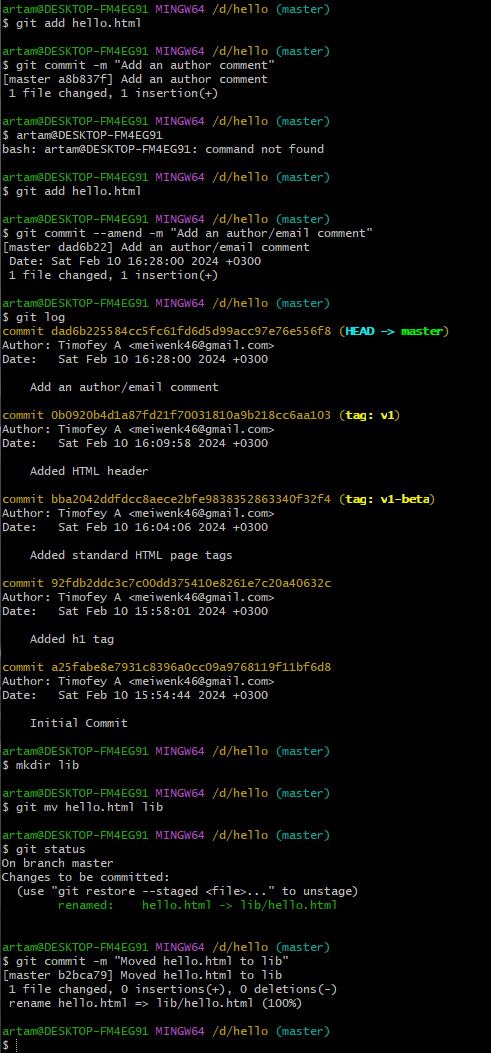 artam@DESKTOP-FM4EG91 MINGW64 /d/hello (master)
$ git add hello.html
artam@DESKTOP-FM4EG91 MINGW64 /d/hello (master)
$ git commit -m "Add an author comment"
[master a8b837f] Add an author comment
 1 file changed, 1 insertion(+)
artam@DESKTOP-FM4EG91 MINGW64 /d/hello (master)
$ artam@DESKTOP-FM4EG91
bash: artam@DESKTOP-FM4EG91: command not found
artam@DESKTOP-FM4EG91 MINGW64 /d/hello (master)
$ git add hello.html
artam@DESKTOP-FM4EG91 MINGW64 /d/hello (master)
$ git commit --amend -m "Add an author/email comment"
[master dad6b22] Add an author/email comment
 Date: Sat Feb 10 16:28:00 2024 +0300
 1 file changed, 1 insertion(+)
artam@DESKTOP-FM4EG91 MINGW64 /d/hello (master)
$ git log
commit dad6b225584cc5fc61fd6d5d99acc97e76e556f8 (HEAD -> master)
Author: Timofey A <meiwenk46@gmail.com>
Date:   Sat Feb 10 16:28:00 2024 +0300
    Add an author/email comment
commit 0b0920b4d1a87fd21f70031810a9b218cc6aa103 (tag: v1)
Author: Timofey A <meiwenk46@gmail.com>
Date:   Sat Feb 10 16:09:58 2024 +0300
    Added HTML header
commit bba2042ddfdcc8aece2bfe9838352863340f32f4 (tag: v1-beta)
Author: Timofey A <meiwenk46@gmail.com>
Date:   Sat Feb 10 16:04:06 2024 +0300
    Added standard HTML page tags
commit 92fdb2ddc3c7c00dd375410e8261e7c20a40632c
Author: Timofey A <meiwenk46@gmail.com>
Date:   Sat Feb 10 15:58:01 2024 +0300
    Added h1 tag
commit a25fabe8e7931c8396a0cc09a9768119f11bf6d8
Author: Timofey A <meiwenk46@gmail.com>
Date:   Sat Feb 10 15:54:44 2024 +0300
    Initial Commit
artam@DESKTOP-FM4EG91 MINGW64 /d/hello (master)
$ mkdir lib
artam@DESKTOP-FM4EG91 MINGW64 /d/hello (master)
$ git mv hello.html lib
artam@DESKTOP-FM4EG91 MINGW64 /d/hello (master)
$ git status
On branch master
Changes to be committed:
  (use "git restore --staged <file>..." to unstage)
        renamed:    hello.html -> lib/hello.html
artam@DESKTOP-FM4EG91 MINGW64 /d/hello (master)
$ git commit -m "Moved hello.html to lib"
[master b2bca79] Moved hello.html to lib
 1 file changed, 0 insertions(+), 0 deletions(-)
 rename hello.html => lib/hello.html (100%)
artam@DESKTOP-FM4EG91 MINGW64 /d/hello (master)
$